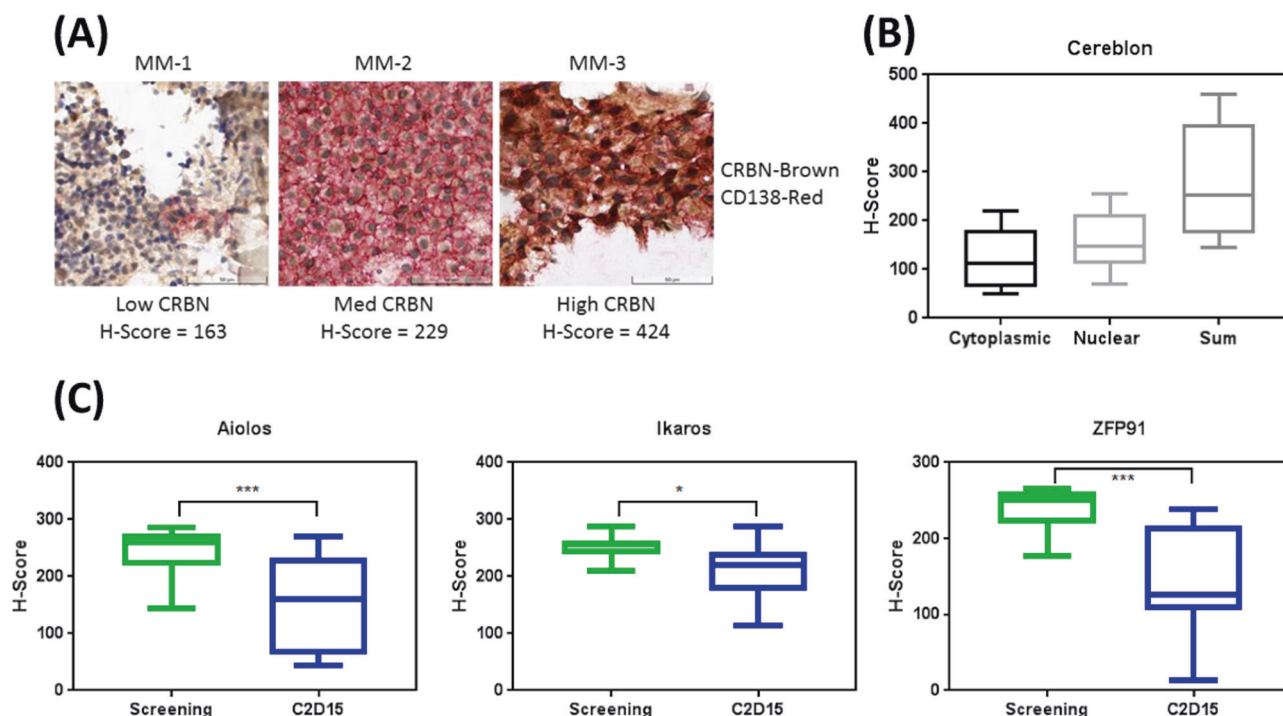 (A)
MM-1 MM-2 MM-3
CRBN-Brown
CD138-Red
Low CRBN Med CRBN High CRBN
H-Score = 163 H-Score = 229 H-Score = 424
(B)
Cereblon
H-Score
500
400
300
200
100
0
Cytoplasmic Nuclear Sum
(C)
Aiolos
H-Score
400
300
200
100
0
***
Screening C2D15
Ikaros
H-Score
400
300
200
100
0
*
Screening C2D15
ZFP91
H-Score
300
200
100
0
***
Screening C2D15